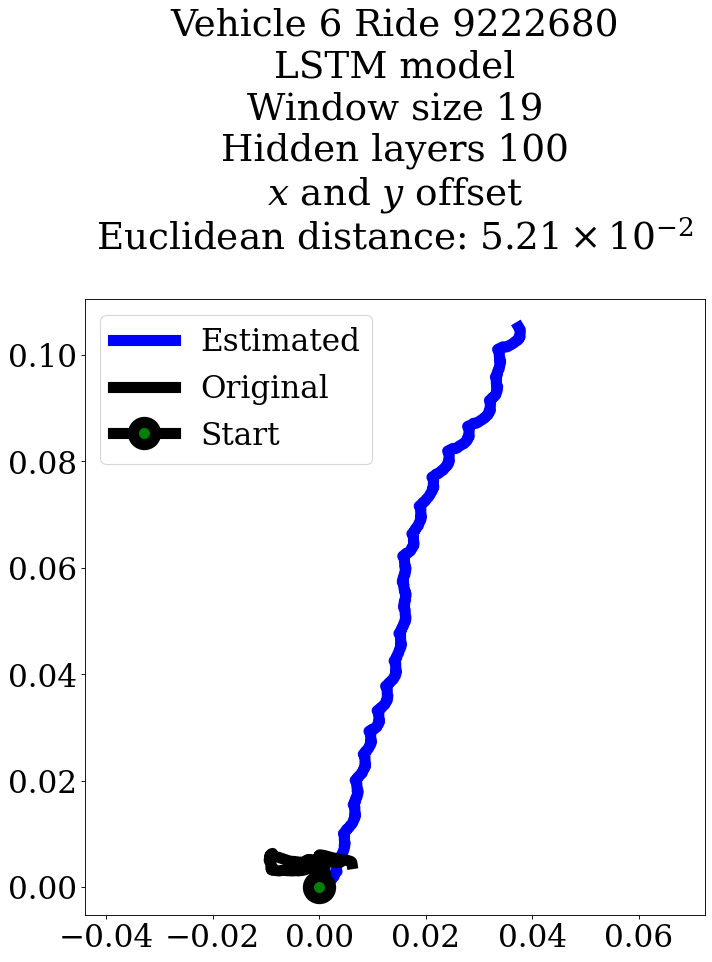 Vehicle 6 Ride 9222680
LSTM model
Window size 19
Hidden layers 100
x and y offset
Euclidean distance: 5.21 × 10⁻²
Estimated
Original
Start
0.10
0.08
0.06
0.04
0.02
0.00
−0.04 −0.02 0.00 0.02 0.04 0.06